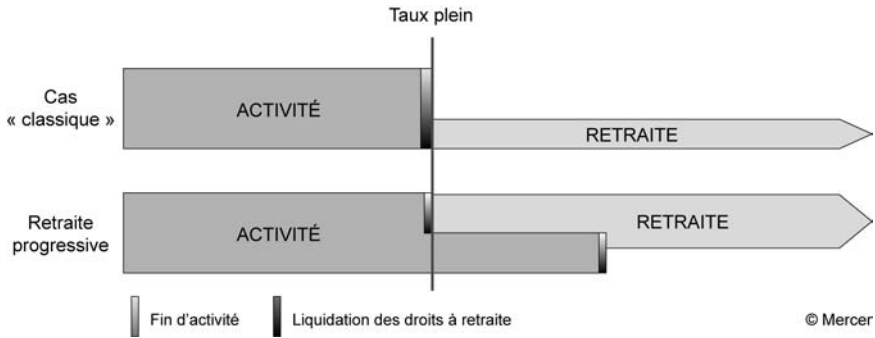 Taux plein
Cas
« classique »
ACTIVITÉ
RETRAITE
Retraite
progressive
ACTIVITÉ
RETRAITE
Fin d'activité
Liquidation des droits à retraite
© Mercer